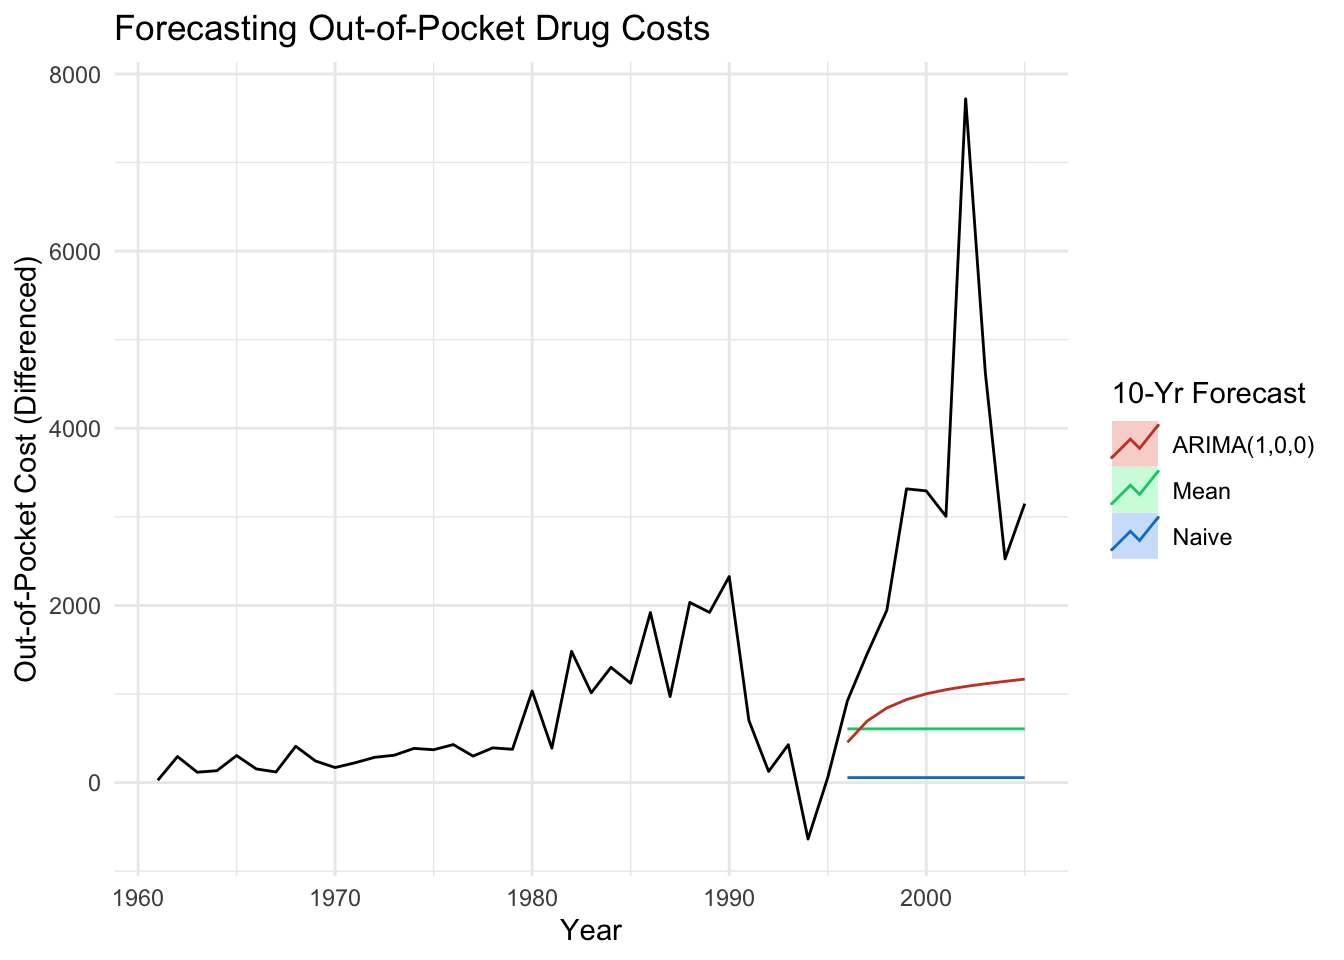 Forecasting Out-of-Pocket Drug Costs
Out-of-Pocket Cost (Differenced)
8000
6000
4000
2000
0
1960
1970
1980
1990
2000
Year
10-Yr Forecast
ARIMA(1,0,0)
Mean
Naive